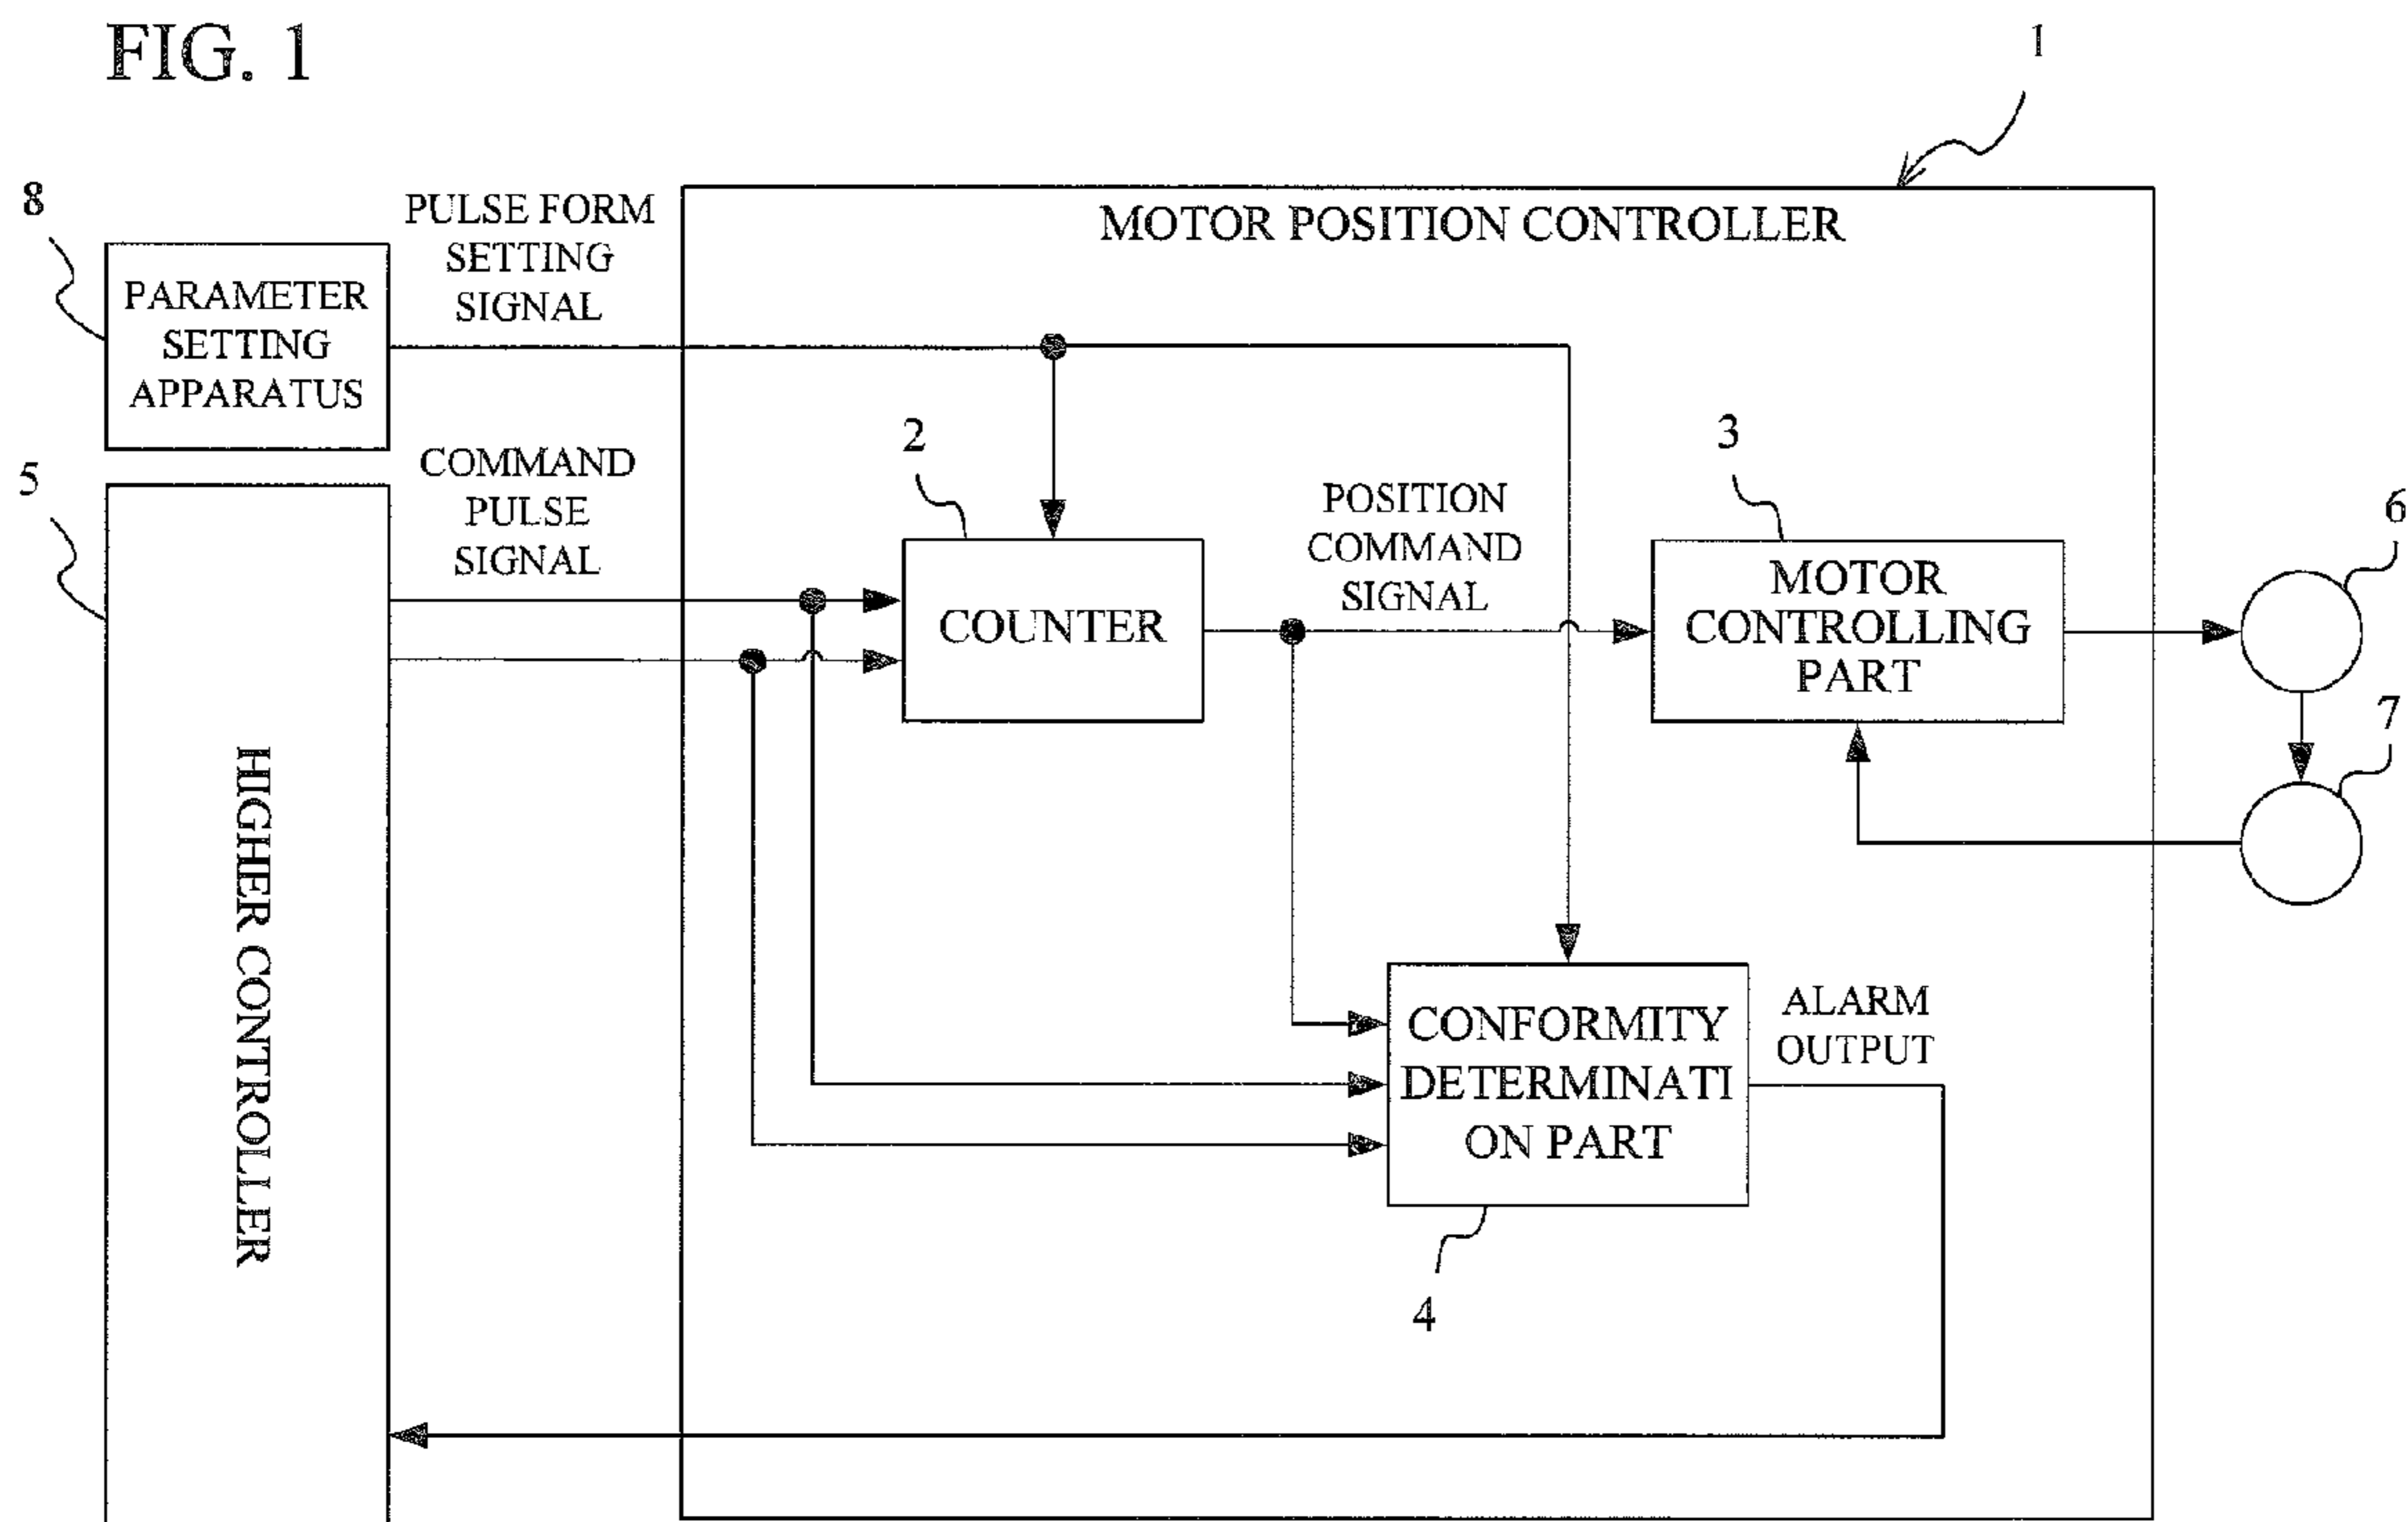 FIG. 1
1
8
PULSE FORM
SETTING
SIGNAL
MOTOR POSITION CONTROLLER
PARAMETER
SETTING
APPARATUS
5
COMMAND
PULSE
SIGNAL
2
COUNTER
POSITION
COMMAND
SIGNAL
3
MOTOR
CONTROLLING
PART
6
7
HIGHER CONTROLLER
CONFORMITY
DETERMINATI
ON PART
ALARM
OUTPUT
4